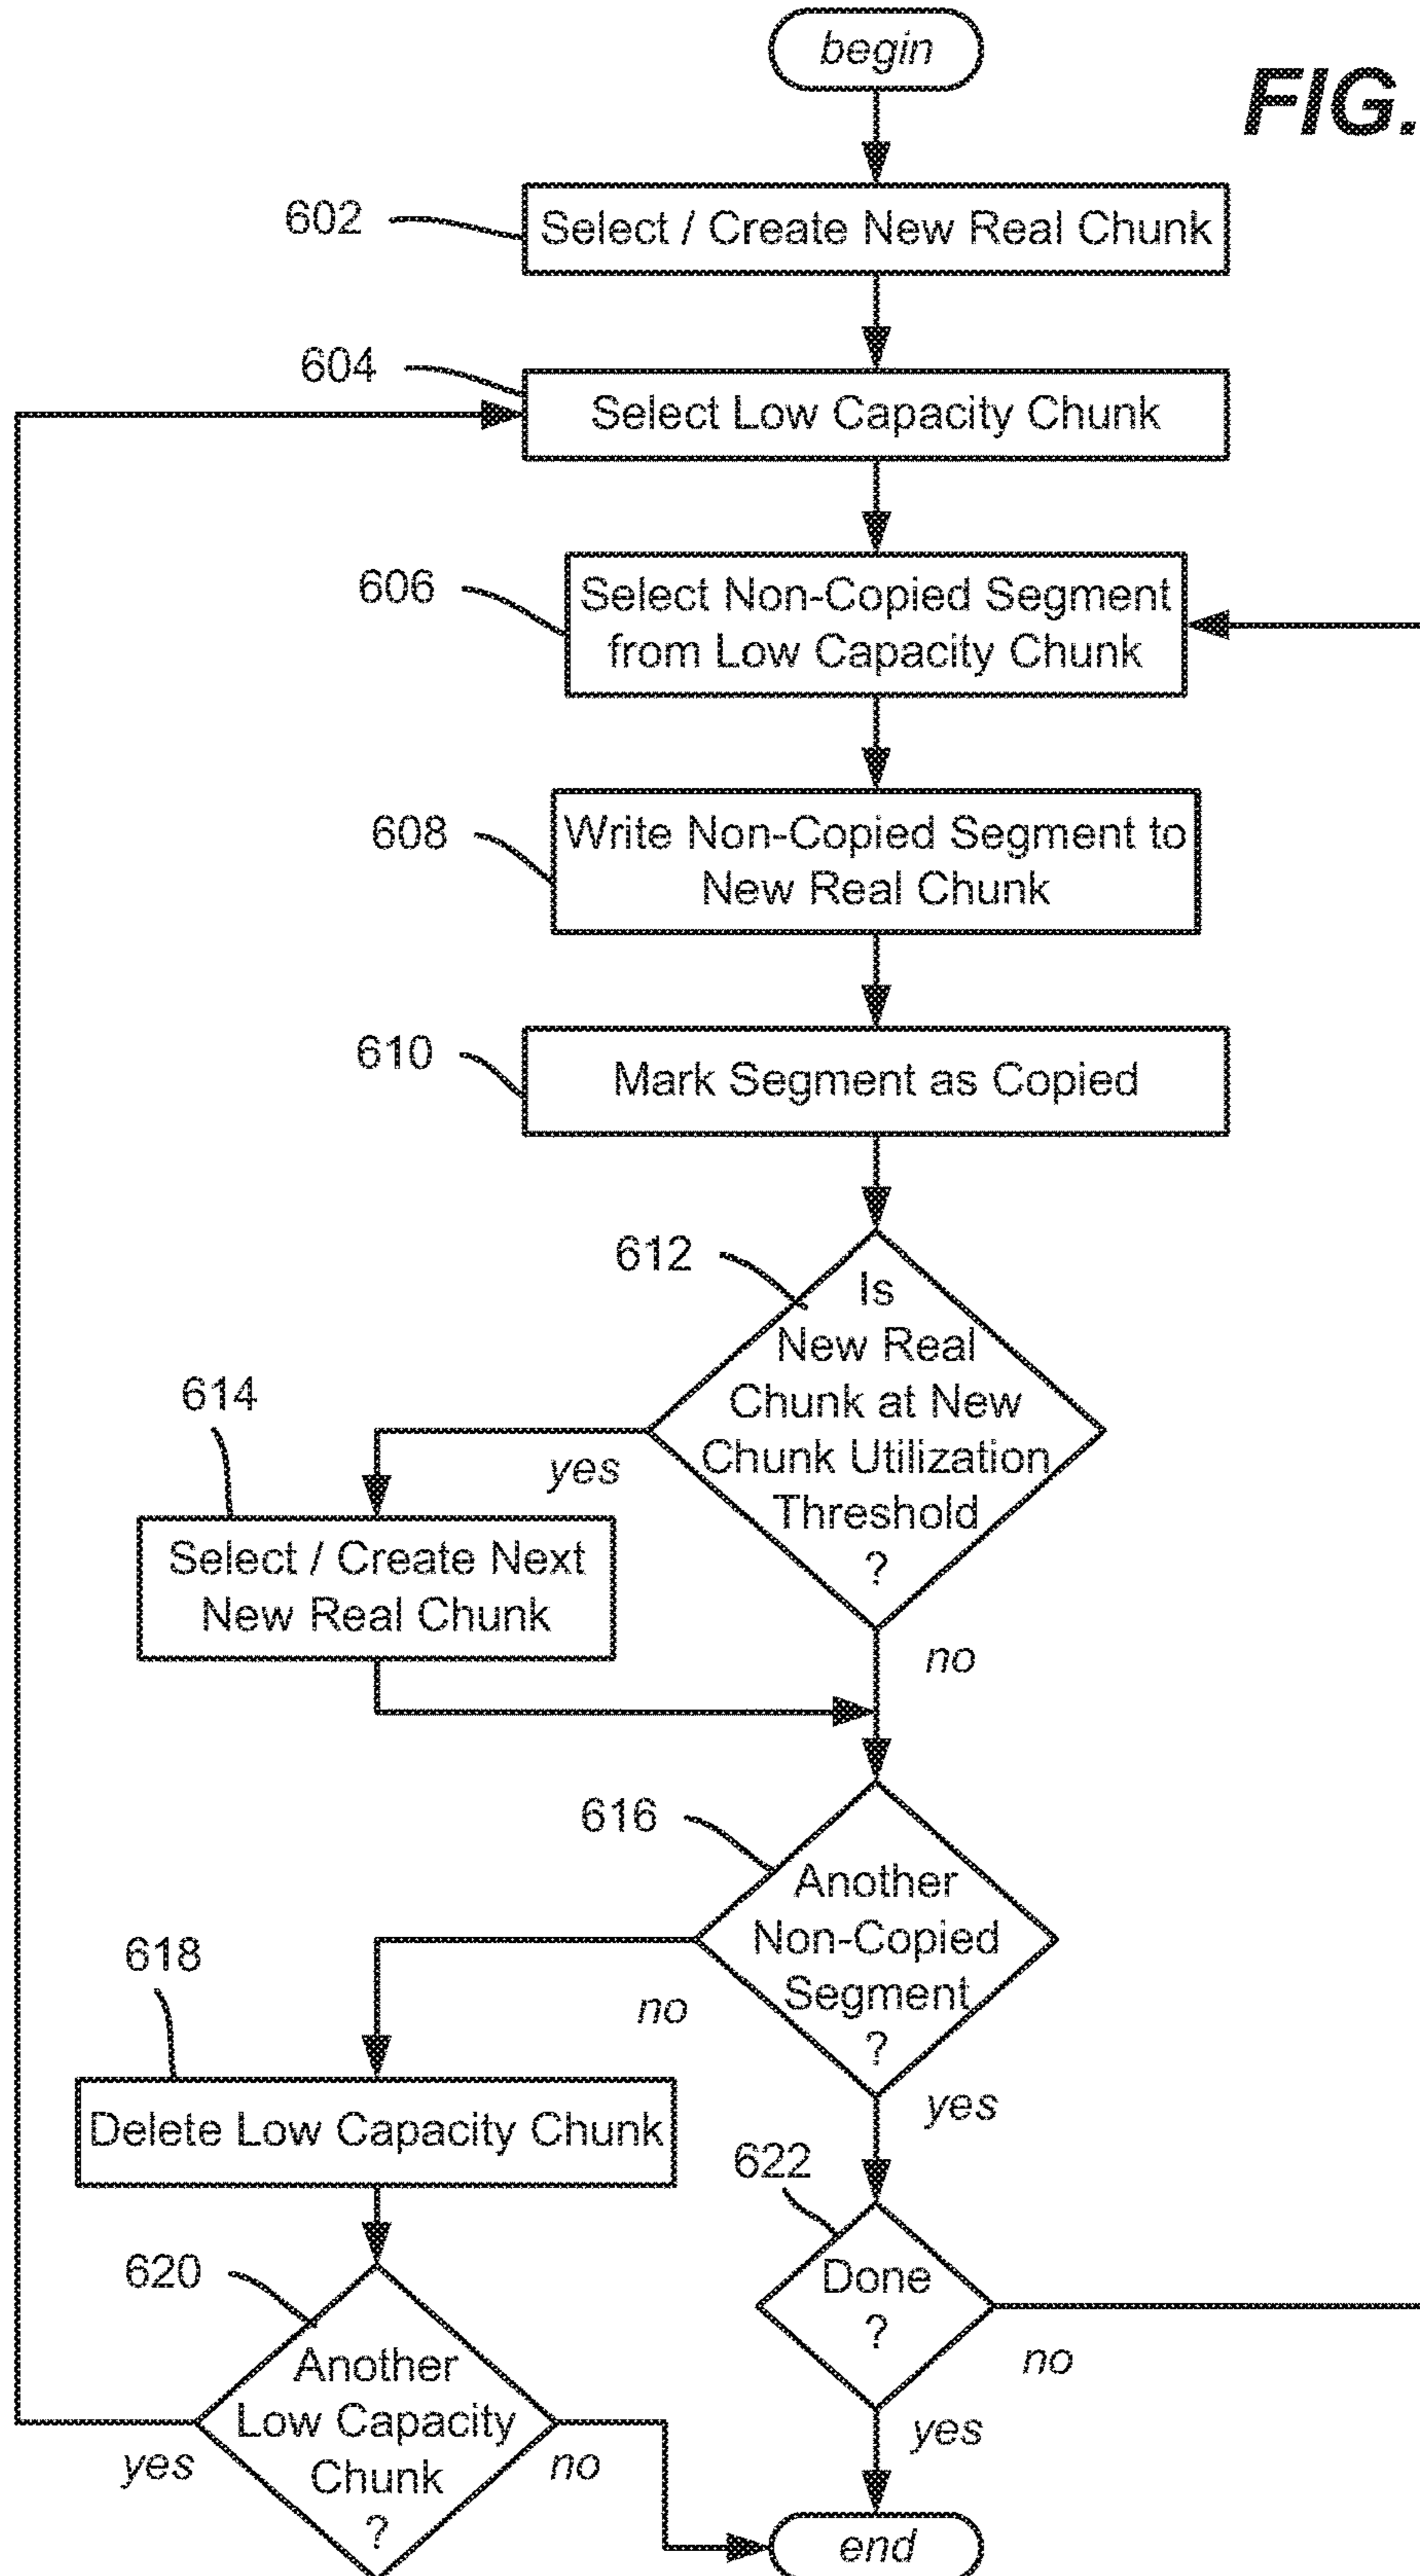 begin
FIG.
602
Select / Create New Real Chunk
604
Select Low Capacity Chunk
606
Select Non-Copied Segment
from Low Capacity Chunk
608
Write Non-Copied Segment to
New Real Chunk
610
Mark Segment as Copied
612
Is
New Real
Chunk at New
Chunk Utilization
Threshold
?
yes
no
614
Select / Create Next
New Real Chunk
616
Another
Non-Copied
Segment
?
no
yes
618
Delete Low Capacity Chunk
622
Done
?
no
yes
620
Another
Low Capacity
Chunk
?
yes
no
end